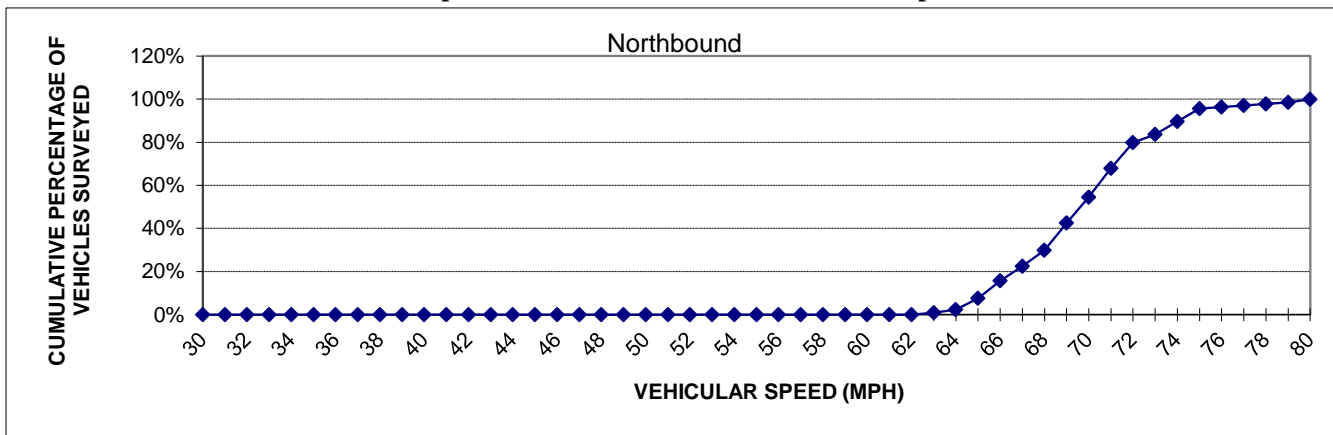 Northbound
120%
100%
80%
60%
40%
20%
0%
CUMULATIVE PERCENTAGE OF
VEHICLES SURVEYED
30 32 34 36 38 40 42 44 46 48 50 52 54 56 58 60 62 64 66 68 70 72 74 76 78 80
VEHICULAR SPEED (MPH)